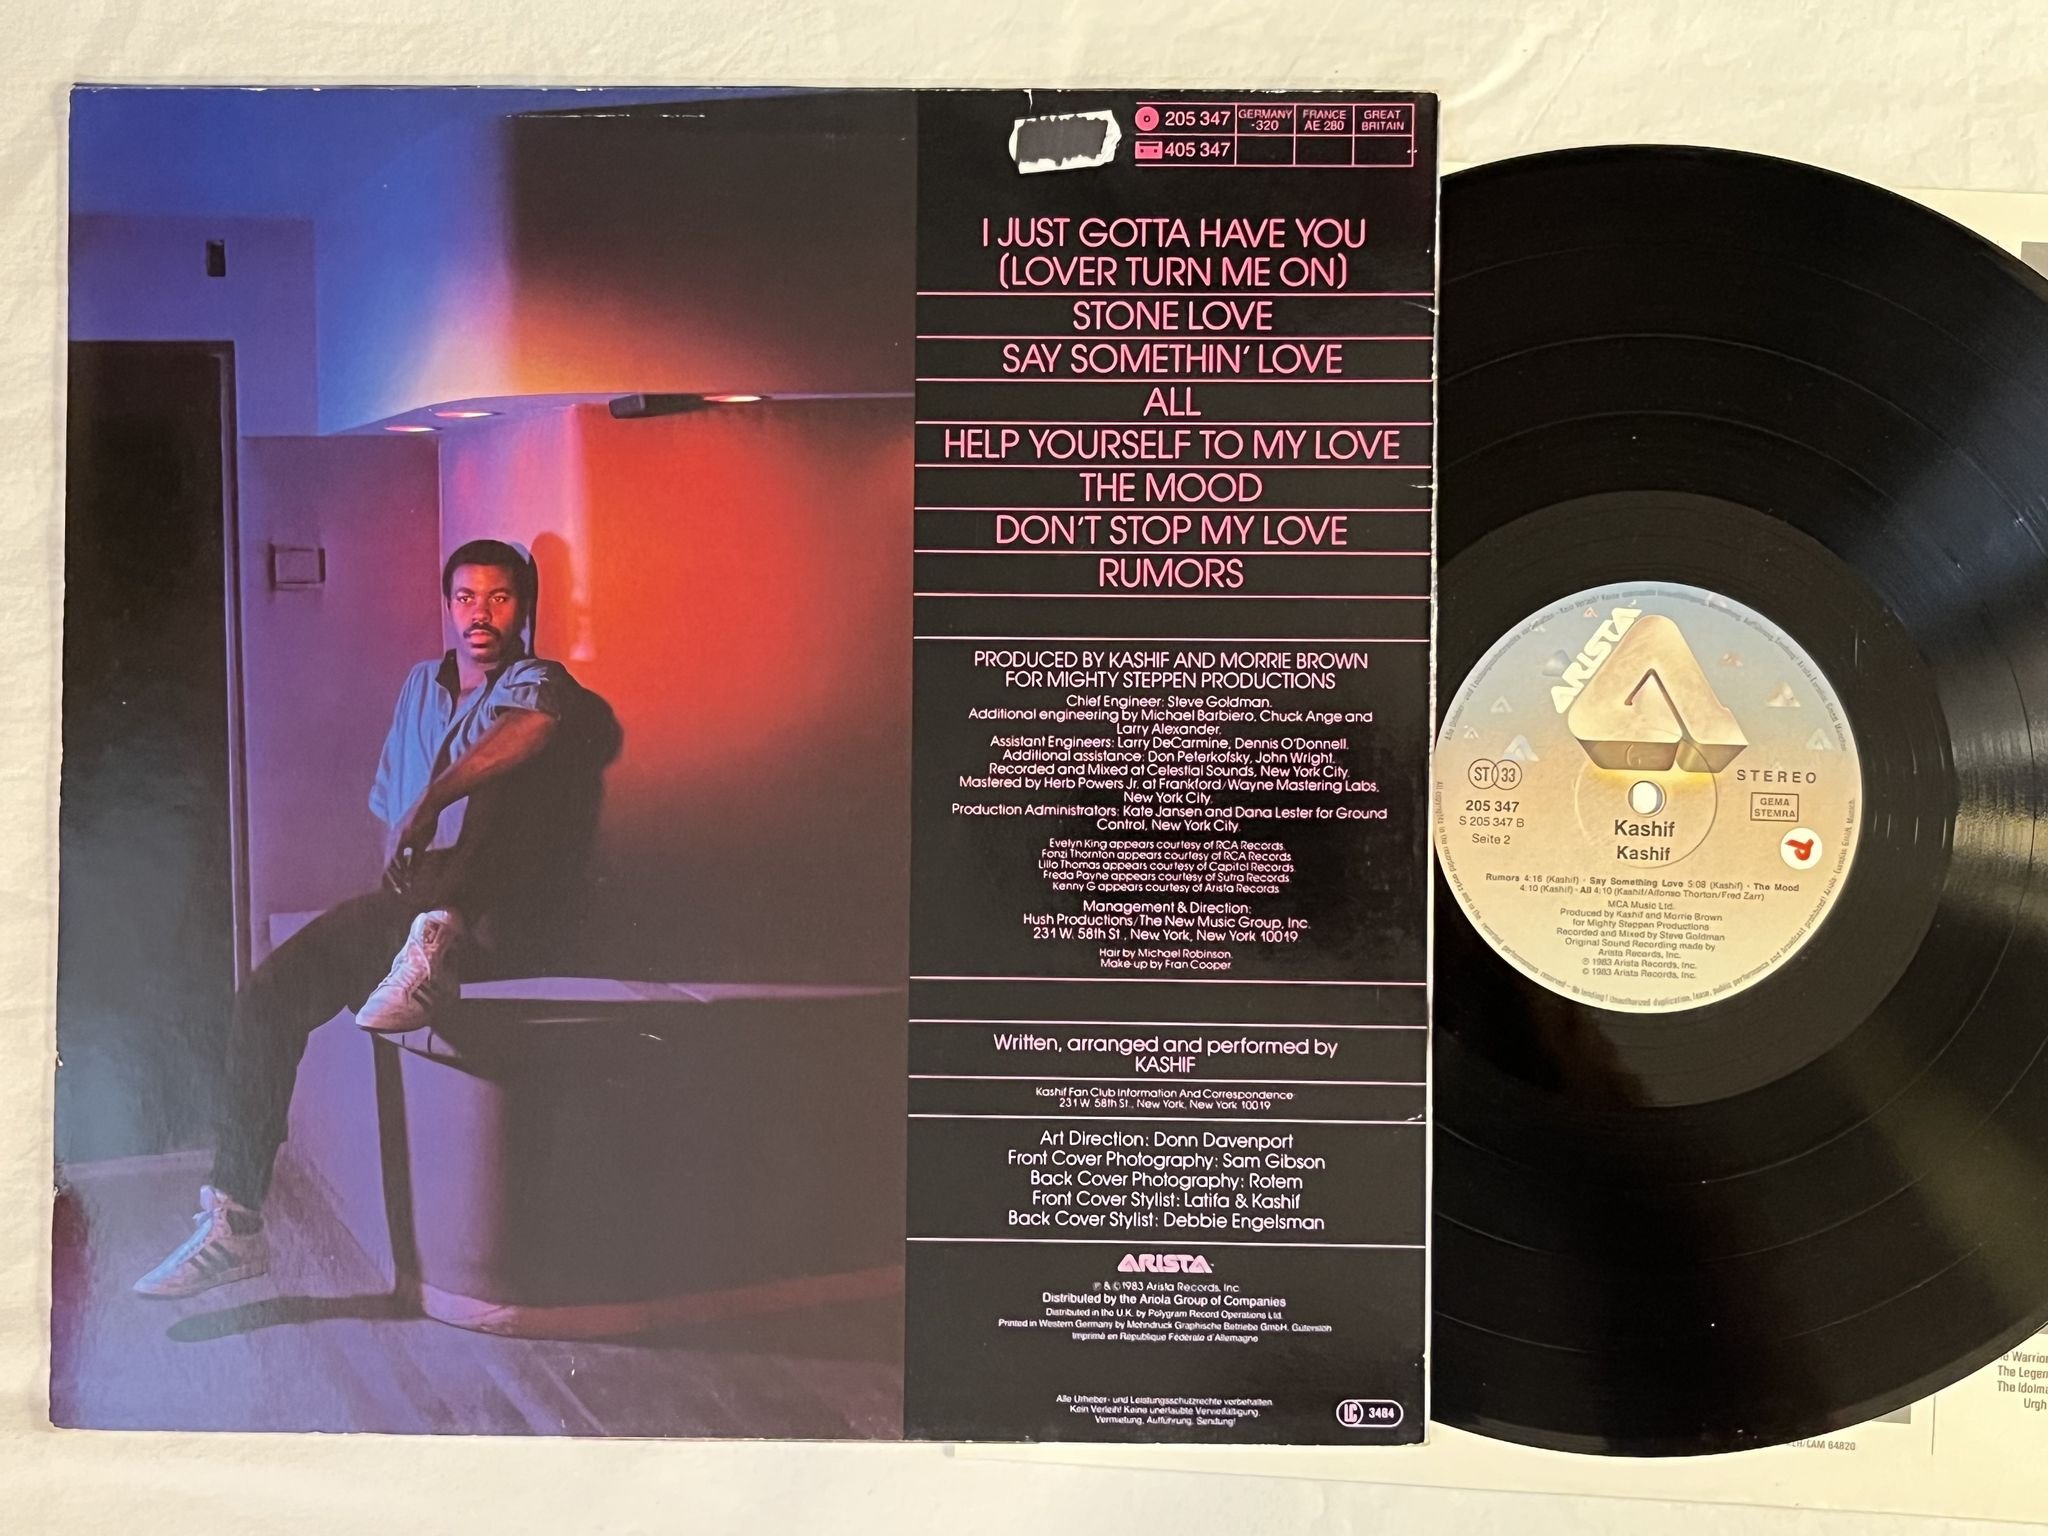 205 347
GERMANY
-320
FRANCE
AE 280
GREAT
BRITAIN
405 347
I JUST GOTTA HAVE YOU
(LOVER TURN ME ON)
STONE LOVE
SAY SOMETHIN' LOVE
ALL
HELP YOURSELF TO MY LOVE
THE MOOD
DON'T STOP MY LOVE
RUMORS
PRODUCED BY KASHIF AND MORRIE BROWN
FOR MIGHTY STEPPEN PRODUCTIONS
Chief Engineer: Steve Goldman.
Additional engineering by Michael Barbiero, Chuck Ange and
Larry Alexander.
Assistant Engineers: Larry DeCarmine, Dennis O'Donnell.
Additional assistance: Don Peterkofsky, John Wright.
Recorded and Mixed at Celestial Sounds, New York City.
Mastered by Herb Powers Jr. at Frankford/Wayne Mastering Labs,
New York City.
Production Administrators: Kate Jansen and Dana Lester for Ground
Control, New York City.
Evelyn King appears courtesy of RCA Records.
Fonzi Thornton appears courtesy of RCA Records.
Lillo Thomas appears courtesy of Capitol Records.
Freda Payne appears courtesy of Sutra Records.
Kenny G appears courtesy of Arista Records.
Management & Direction:
Hush Productions/The New Music Group, Inc.
231 W. 58th St., New York, New York 10019
Hair by Michael Robinson.
Make-up by Fran Cooper.
Written, arranged and performed by
KASHIF
Kashif Fan Club Information And Correspondence:
231 W. 58th St., New York, New York 10019
Art Direction: Donn Davenport
Front Cover Photography: Sam Gibson
Back Cover Photography: Rotem
Front Cover Stylist: Latifa & Kashif
Back Cover Stylist: Debbie Engelsman
ARISTA
℗ & © 1983 Arista Records, Inc.
Distributed by the Ariola Group of Companies
Distributed in the U.K. by Polygram Record Operations Ltd.
Printed in Western Germany by Mohndruck Graphische Betriebe GmbH, Gütersloh
Imprimé en République Fédérale d'Allemagne
Alle Urheber- und Leistungsschutzrechte vorbehalten.
Kein Verleih! Keine unerlaubte Vervielfältigung,
Vermietung, Aufführung, Sendung!
LC 3484
ARISTA
ST 33
STEREO
205 347
S 205 347 B
Seite 2
GEMA
STEMRA
Kashif
Kashif
Rumors 4:16 (Kashif) · Say Something Love 5:08 (Kashif) · The Mood
4:10 (Kashif) · All 4:10 (Kashif/Alfonso Thorton/Fred Zarr)
MCA Music Ltd.
Produced by Kashif and Morrie Brown
for Mighty Steppen Productions
Recorded and Mixed by Steve Goldman
Original Sound Recording made by
Arista Records, Inc.
℗ 1983 Arista Records, Inc.
© 1983 Arista Records, Inc.
Warrior
The Legen
The Idolma
Urgh
LAM 64820